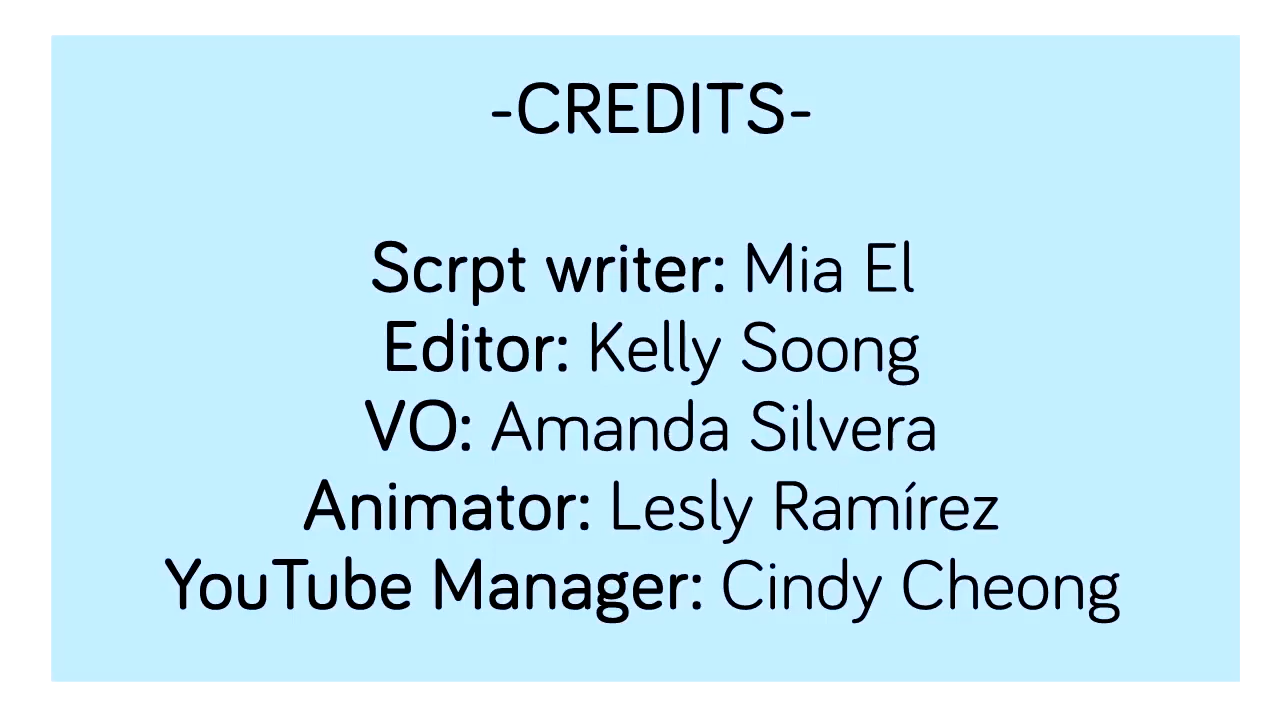 -CREDITS-
Scrpt writer: Mia El
Editor: Kelly Soong
VO: Amanda Silvera
Animator: Lesly Ramírez
YouTube Manager: Cindy Cheong